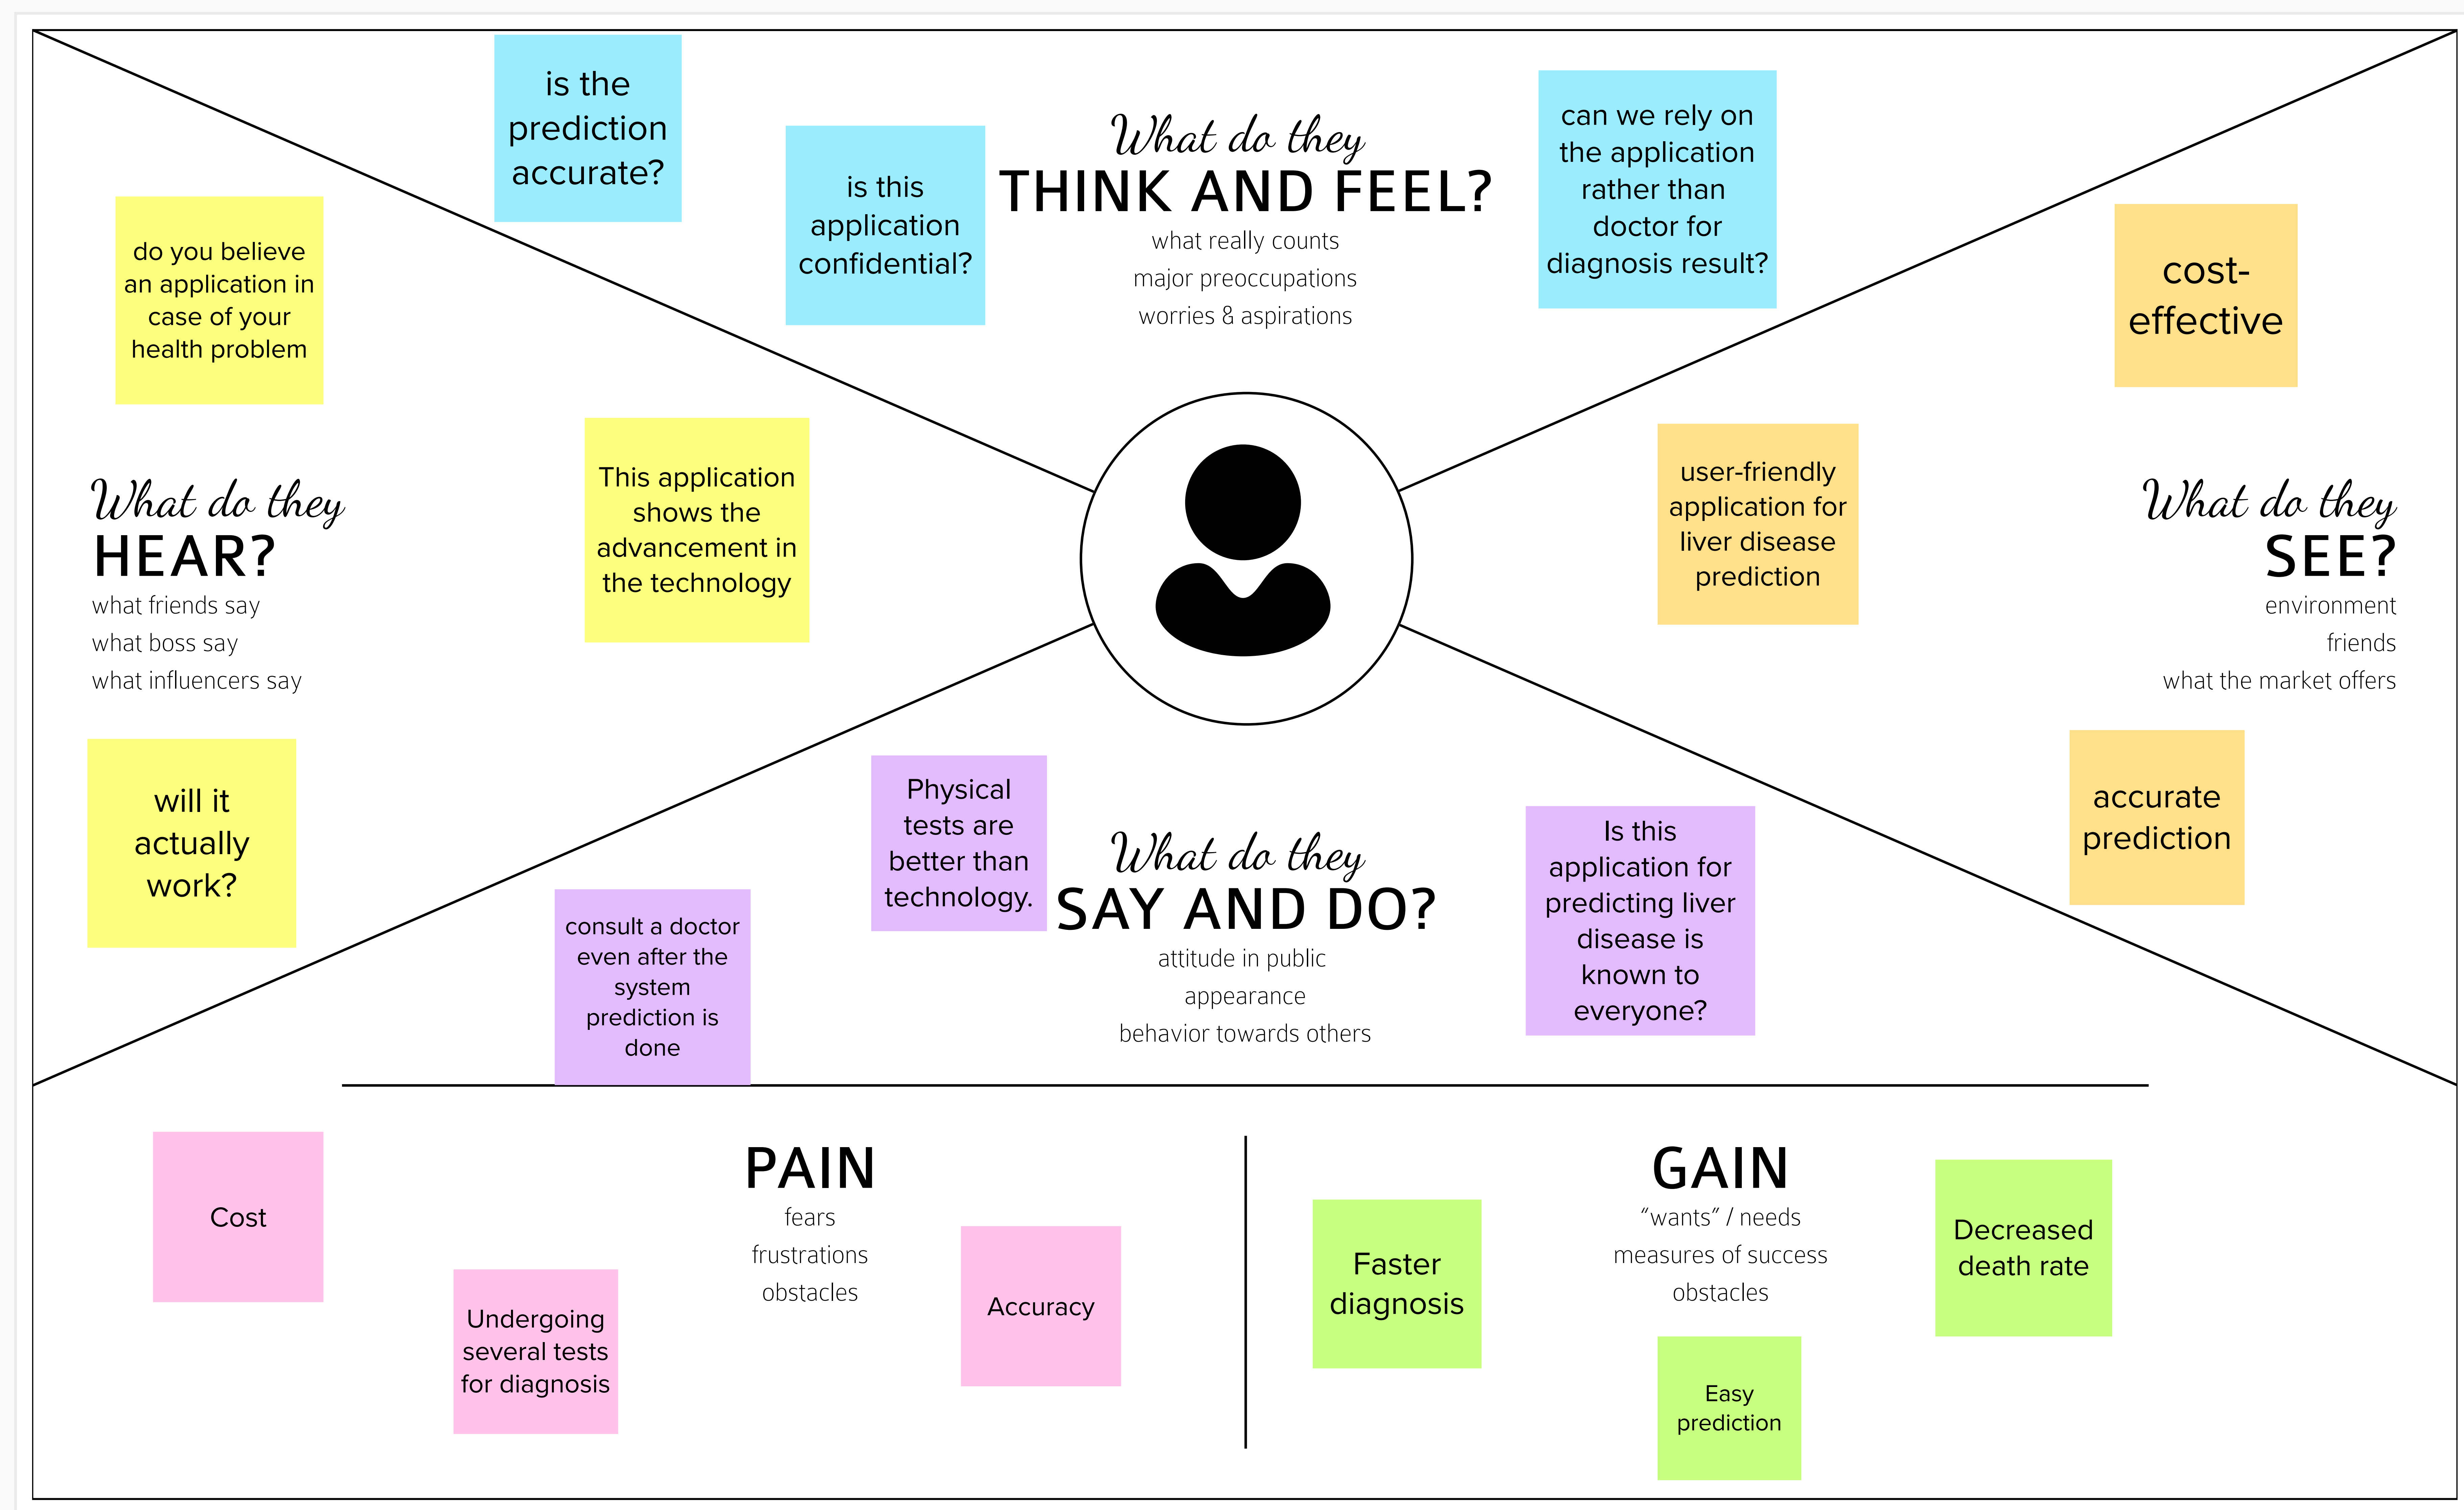 is the
prediction
accurate?
is this
application
confidential?
What do they
THINK AND FEEL?
what really counts
major preoccupations
worries & aspirations
can we rely on
the application
rather than
doctor for
diagnosis result?
do you believe
an application in
case of your
health problem
This application
shows the
advancement in
the technology
What do they
HEAR?
what friends say
what boss say
what influencers say
will it
actually
work?
cost-
effective
user-friendly
application for
liver disease
prediction
What do they
SEE?
environment
friends
what the market offers
accurate
prediction
Physical
tests are
better than
technology.
consult a doctor
even after the
system
prediction is
done
What do they
SAY AND DO?
attitude in public
appearance
behavior towards others
Is this
application for
predicting liver
disease is
known to
everyone?
Cost
Undergoing
several tests
for diagnosis
PAIN
fears
frustrations
obstacles
Accuracy
Faster
diagnosis
GAIN
“wants” / needs
measures of success
obstacles
Easy
prediction
Decreased
death rate